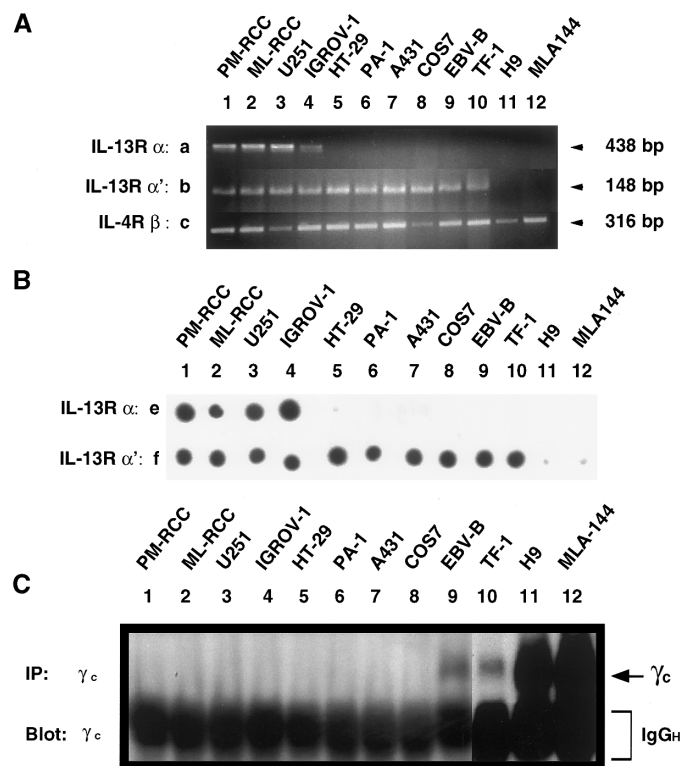 A
PM-RCC ML-RCC U251 IGROV-1 HT-29 PA-1 A431 COS7 EBV-B TF-1 H9 MLA144
1 2 3 4 5 6 7 8 9 10 11 12
IL-13R α: a 438 bp
IL-13R α': b 148 bp
IL-4R β: c 316 bp
B
PM-RCC ML-RCC U251 IGROV-1 HT-29 PA-1 A431 COS7 EBV-B TF-1 H9 MLA144
1 2 3 4 5 6 7 8 9 10 11 12
IL-13R α: e
IL-13R α': f
PM-RCC ML-RCC U251 IGROV-1 HT-29 PA-1 A431 COS7 EBV-B TF-1 H9 MLA-144
C
1 2 3 4 5 6 7 8 9 10 11 12
IP: γc γc
Blot: γc IgGH